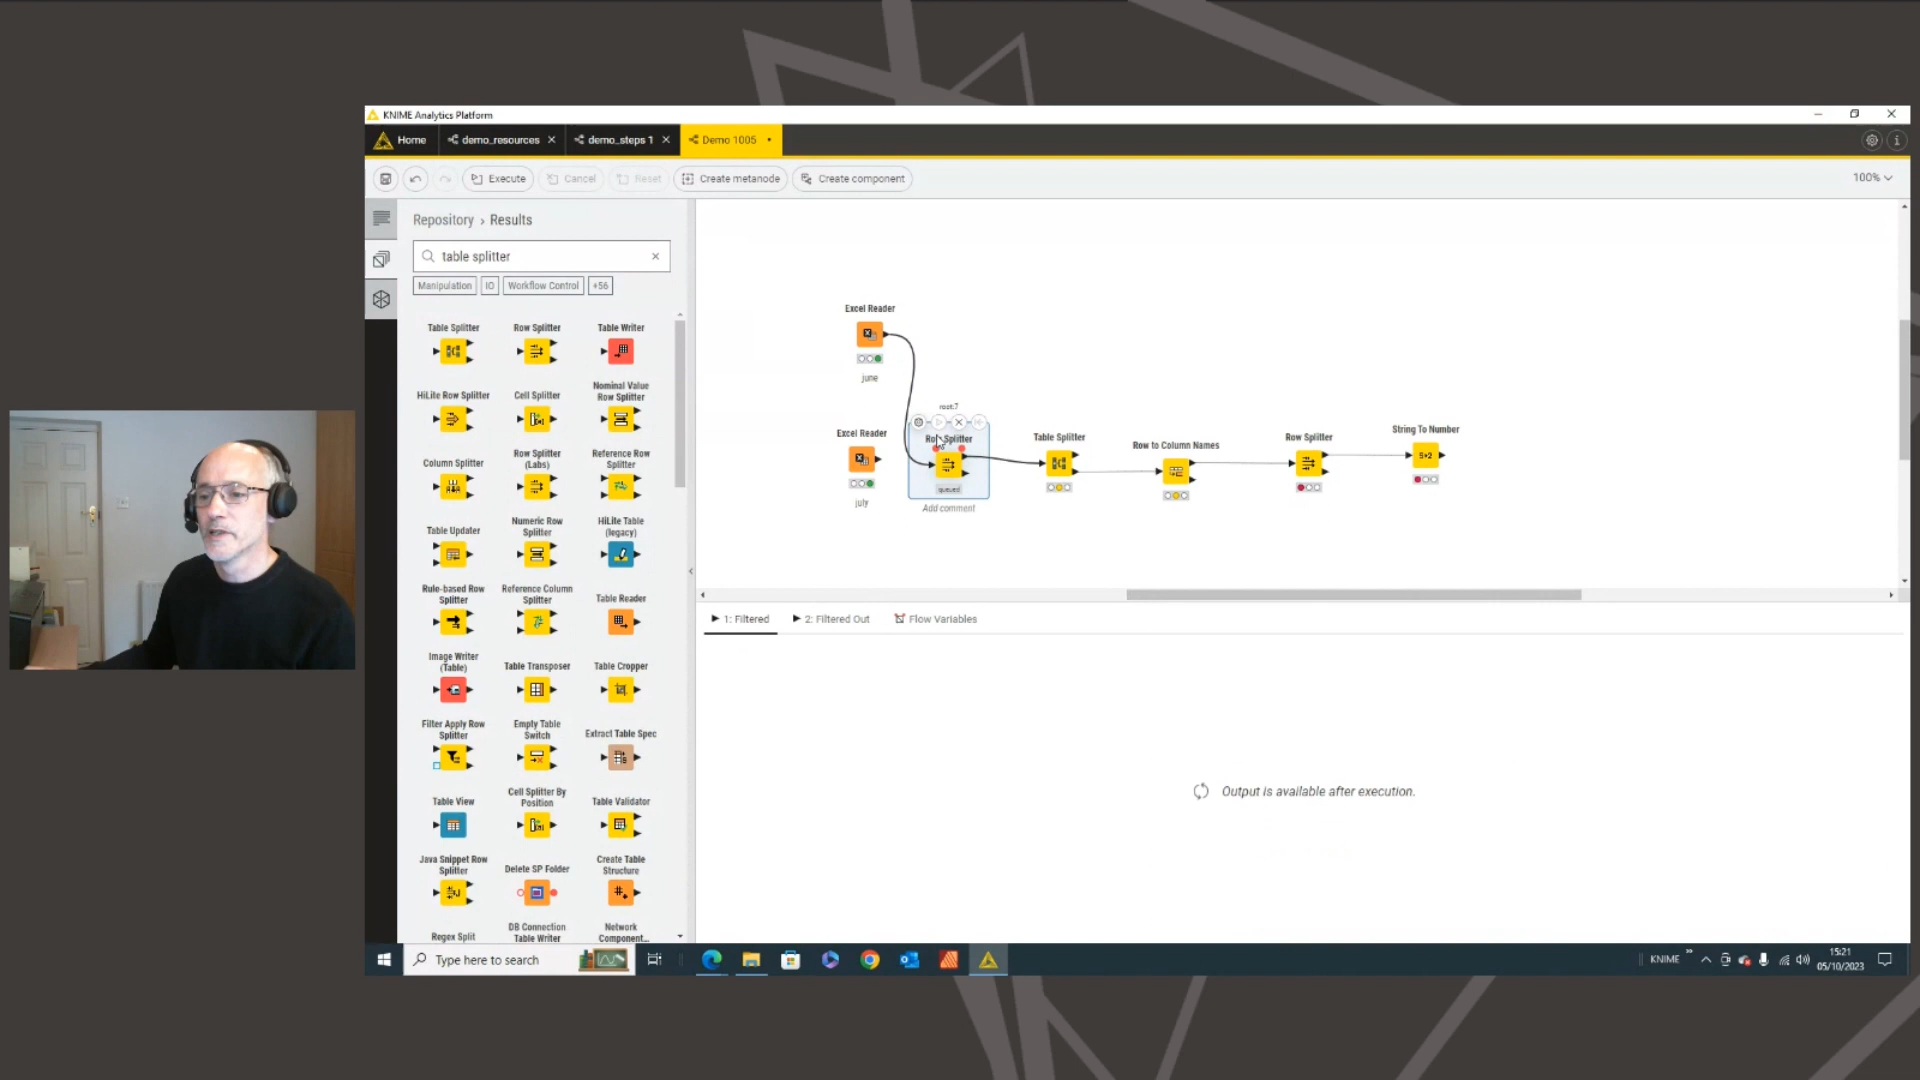 KNIME Analytics Platform
Home
demo_resources
demo_steps 1
Demo 1005
Execute
Cancel
Reset
Create metanode
Create component
100%
Repository › Results
table splitter
Manipulation
IO
Workflow Control
+56
Table Splitter
Row Splitter
Table Writer
HiLite Row Splitter
Cell Splitter
Nominal Value
Row Splitter
Column Splitter
Row Splitter
(Labs)
Reference Row
Splitter
Table Updater
Numeric Row
Splitter
HiLite Table
(legacy)
Rule-based Row
Splitter
Reference Column
Splitter
Table Reader
Image Writer
(Table)
Table Transposer
Table Cropper
Filter Apply Row
Splitter
Empty Table
Switch
Extract Table Spec
Table View
Cell Splitter By
Position
Table Validator
Java Snippet Row
Splitter
Delete SP Folder
Create Table
Structure
Regex Split
DB Connection
Table Writer
Network
Component...
Excel Reader
june
Excel Reader
july
root:7
Row Splitter
queued
Add comment
Table Splitter
Row to Column Names
Row Splitter
String To Number
1: Filtered
2: Filtered Out
Flow Variables
Output is available after execution.
Type here to search
KNIME
15:21
05/10/2023